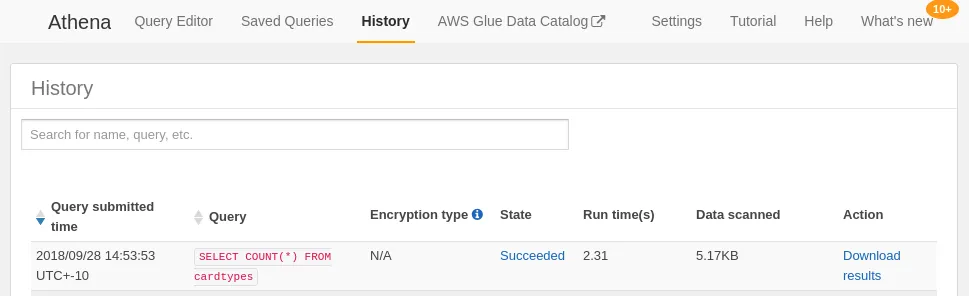 10+
Athena Query Editor Saved Queries History AWS Glue Data Catalog Settings Tutorial Help What's new
History
Search for name, query, etc.
Query submitted time Query Encryption type State Run time(s) Data scanned Action
2018/09/28 14:53:53 SELECT COUNT(*) FROM N/A Succeeded 2.31 5.17KB Download
UTC+-10 cardtypes results